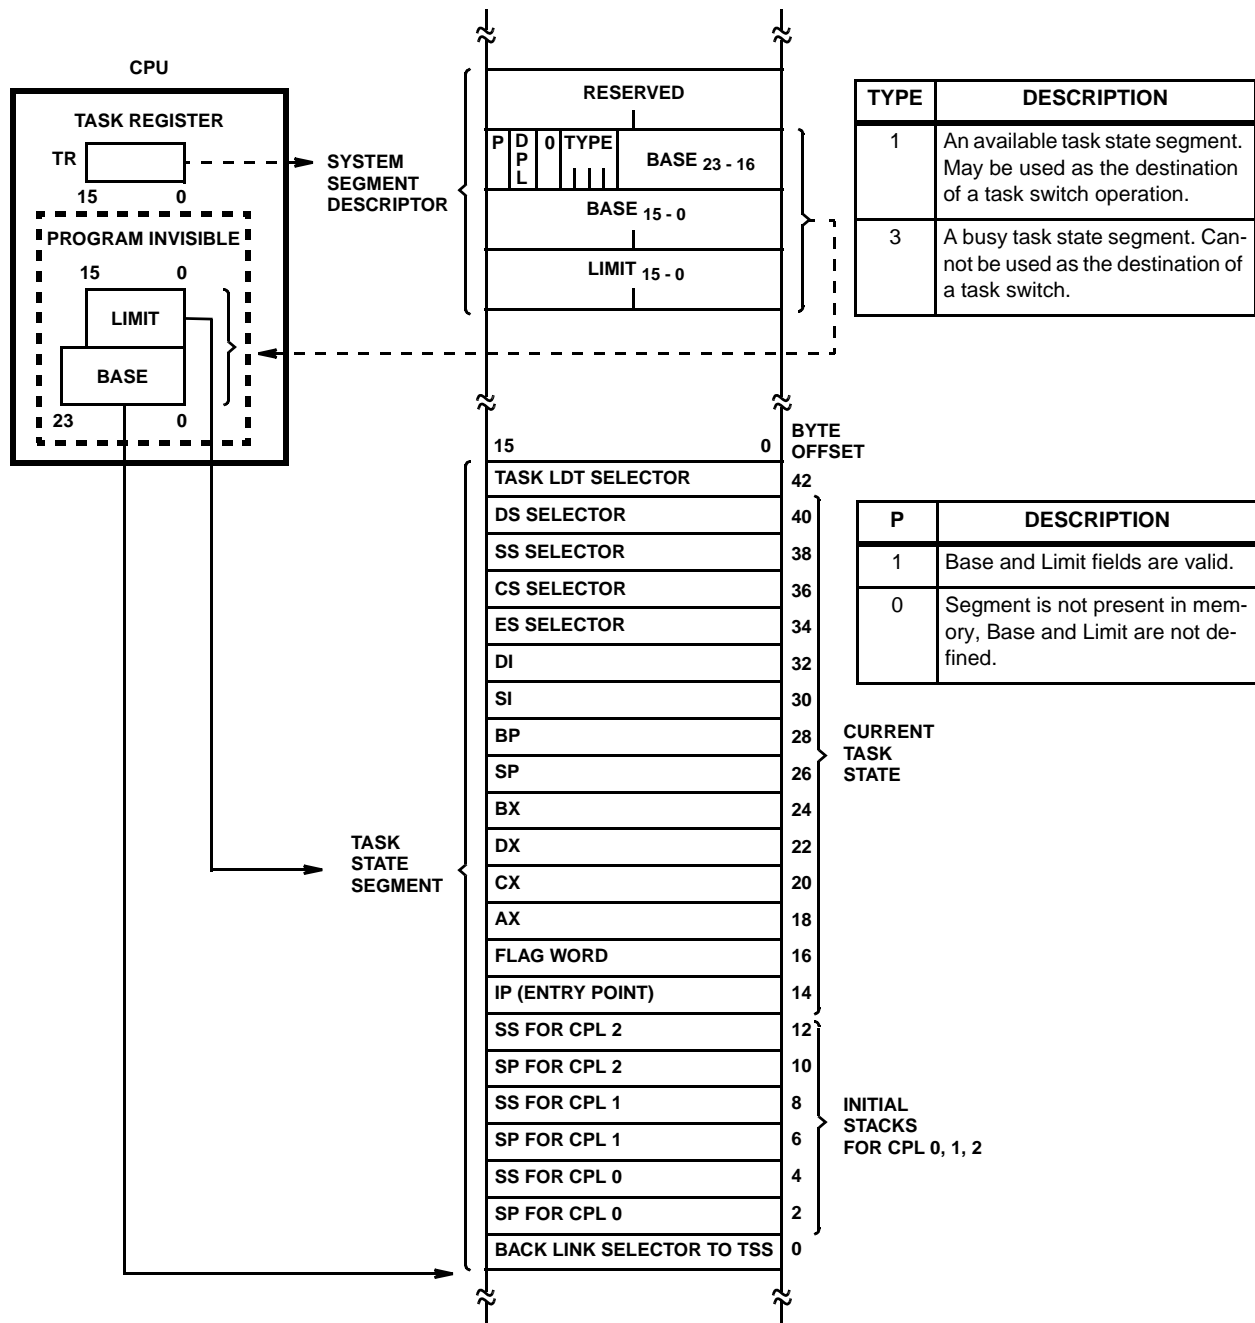 CPU
TASK REGISTER
TR
15 0
PROGRAM INVISIBLE
15 0
LIMIT
BASE
23 0
SYSTEM
SEGMENT
DESCRIPTOR
RESERVED
P DPL 0 TYPE BASE 23 - 16
BASE 15 - 0
LIMIT 15 - 0
TYPE DESCRIPTION
1 An available task state segment.
May be used as the destination
of a task switch operation.
3 A busy task state segment. Can-
not be used as the destination of
a task switch.
15 0 BYTE
OFFSET
TASK LDT SELECTOR 42
DS SELECTOR 40
SS SELECTOR 38
CS SELECTOR 36
ES SELECTOR 34
DI 32
SI 30
BP 28
SP 26
BX 24
DX 22
CX 20
AX 18
FLAG WORD 16
IP (ENTRY POINT) 14
SS FOR CPL 2 12
SP FOR CPL 2 10
SS FOR CPL 1 8
SP FOR CPL 1 6
SS FOR CPL 0 4
SP FOR CPL 0 2
BACK LINK SELECTOR TO TSS 0
TASK
STATE
SEGMENT
P DESCRIPTION
1 Base and Limit fields are valid.
0 Segment is not present in mem-
ory, Base and Limit are not de-
fined.
CURRENT
TASK
STATE
INITIAL
STACKS
FOR CPL 0, 1, 2